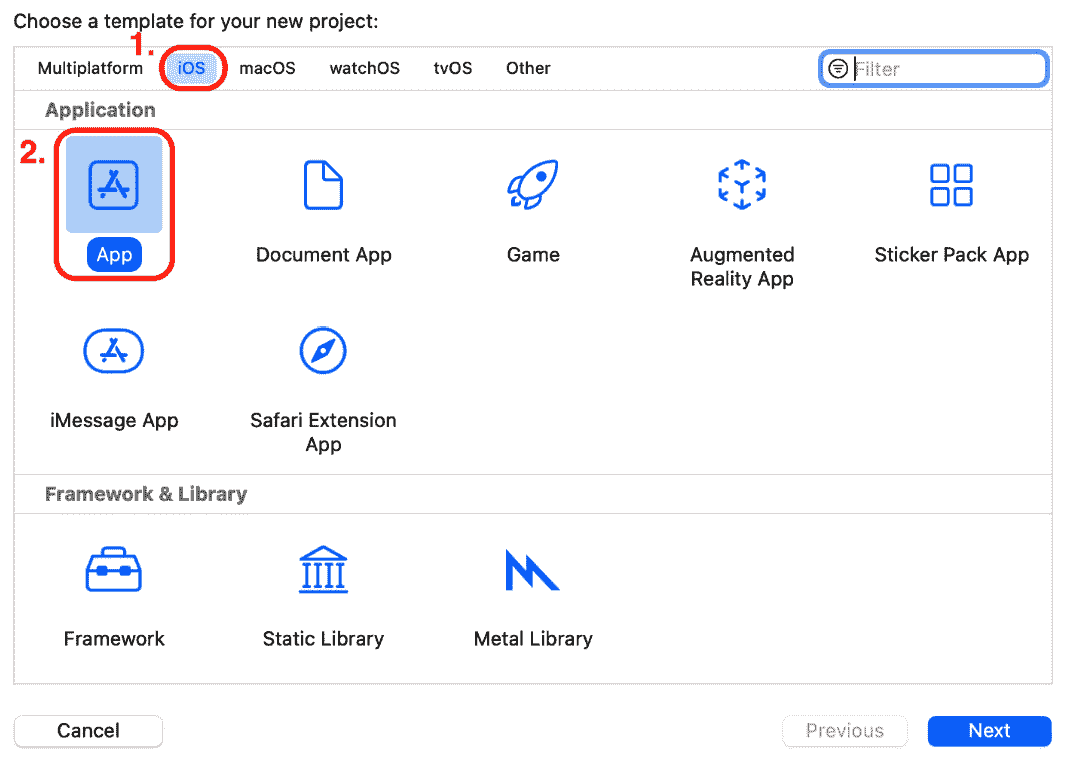 Choose a template for your new project:
1.
Multiplatform iOS macOS watchOS tvOS Other Filter
Application
2.
App Document App Game Augmented Reality App Sticker Pack App
iMessage App Safari Extension App
Framework & Library
Framework Static Library Metal Library
Cancel Previous Next